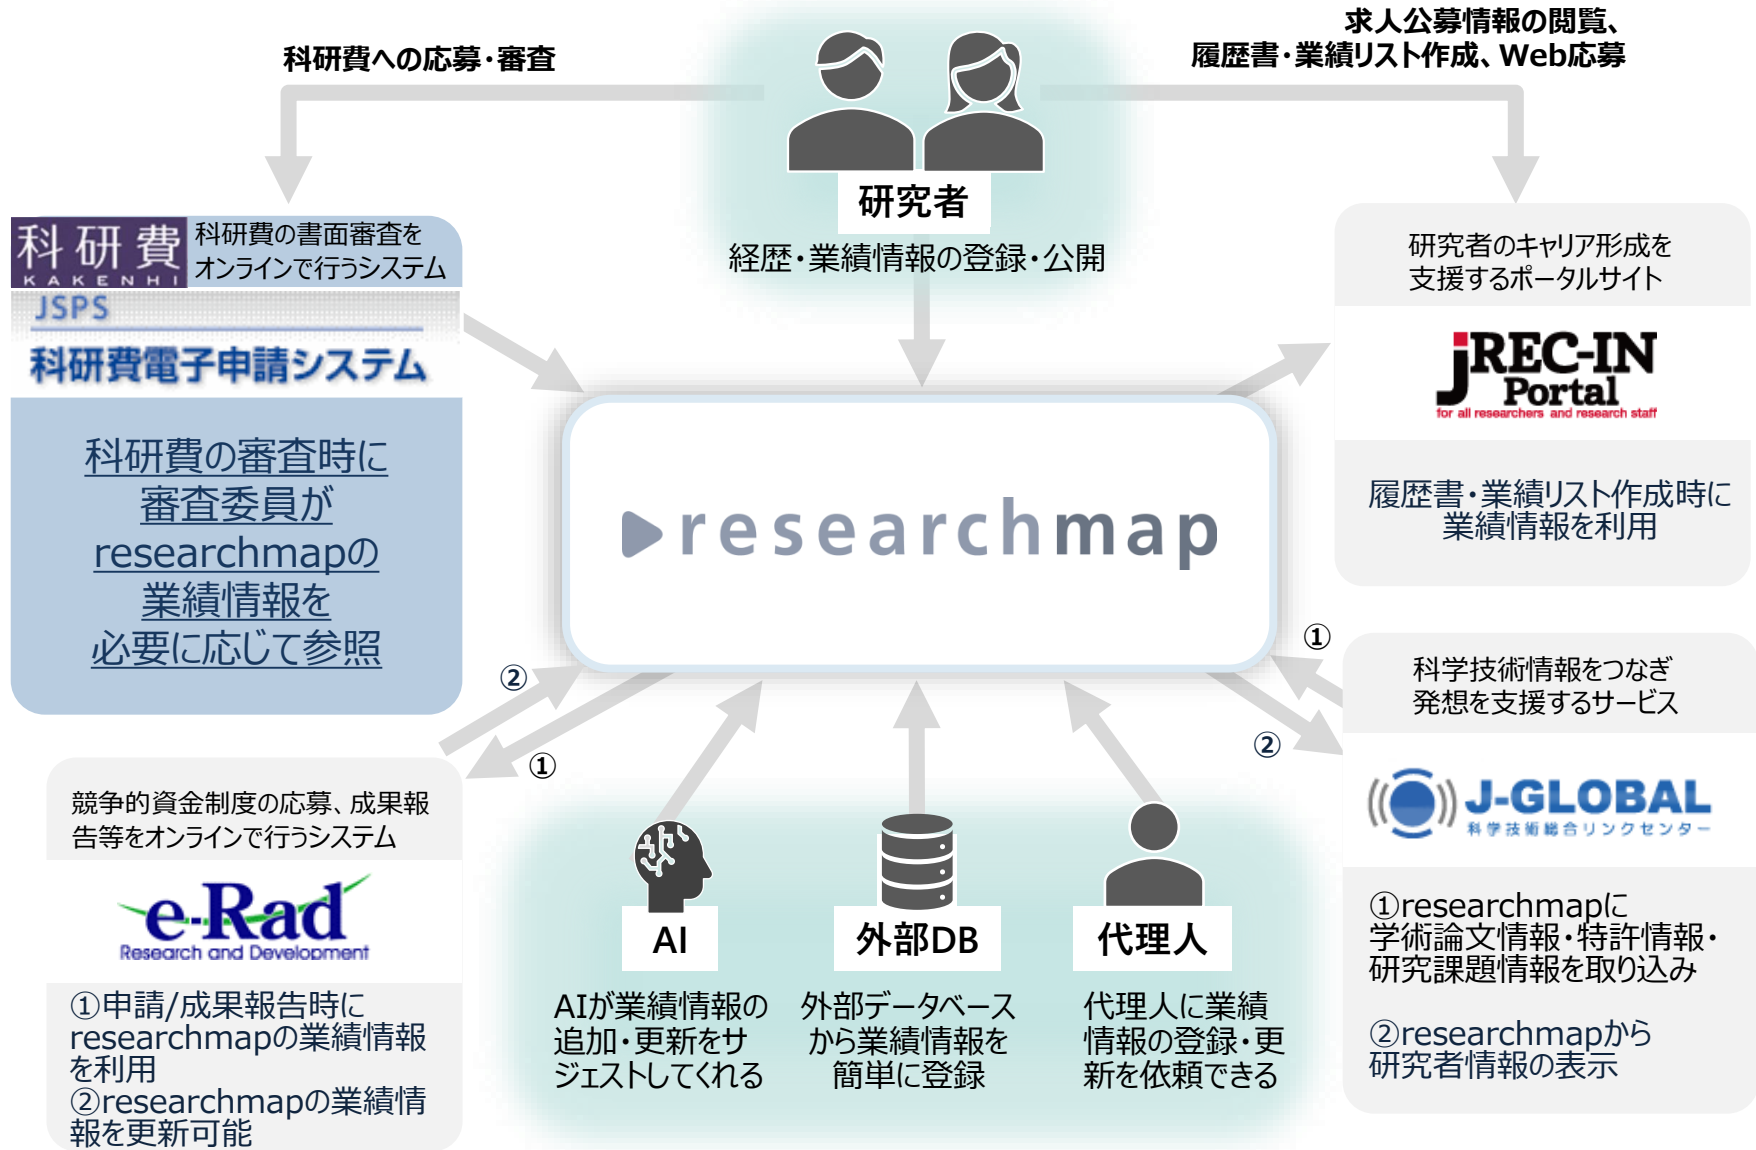 科研費への応募・審査
求人公募情報の閲覧、
履歴書・業績リスト作成、Web応募
研究者
経歴・業績情報の登録・公開
科研費
KAKENHI
科研費の書面審査を
オンラインで行うシステム
JSPS
科研費電子申請システム
科研費の審査時に
審査委員が
researchmapの
業績情報を
必要に応じて参照
研究者のキャリア形成を
支援するポータルサイト
jREC-IN
Portal
for all researchers and research staff
履歴書・業績リスト作成時に
業績情報を利用
researchmap
②
①
①
②
競争的資金制度の応募、成果報
告等をオンラインで行うシステム
e-Rad
Research and Development
①申請/成果報告時に
researchmapの業績情報
を利用
②researchmapの業績情
報を更新可能
AI
AIが業績情報の
追加・更新をサ
ジェストしてくれる
外部DB
外部データベース
から業績情報を
簡単に登録
代理人
代理人に業績
情報の登録・更
新を依頼できる
科学技術情報をつなぎ
発想を支援するサービス
J-GLOBAL
科学技術総合リンクセンター
①researchmapに
学術論文情報・特許情報・
研究課題情報を取り込み
②researchmapから
研究者情報の表示